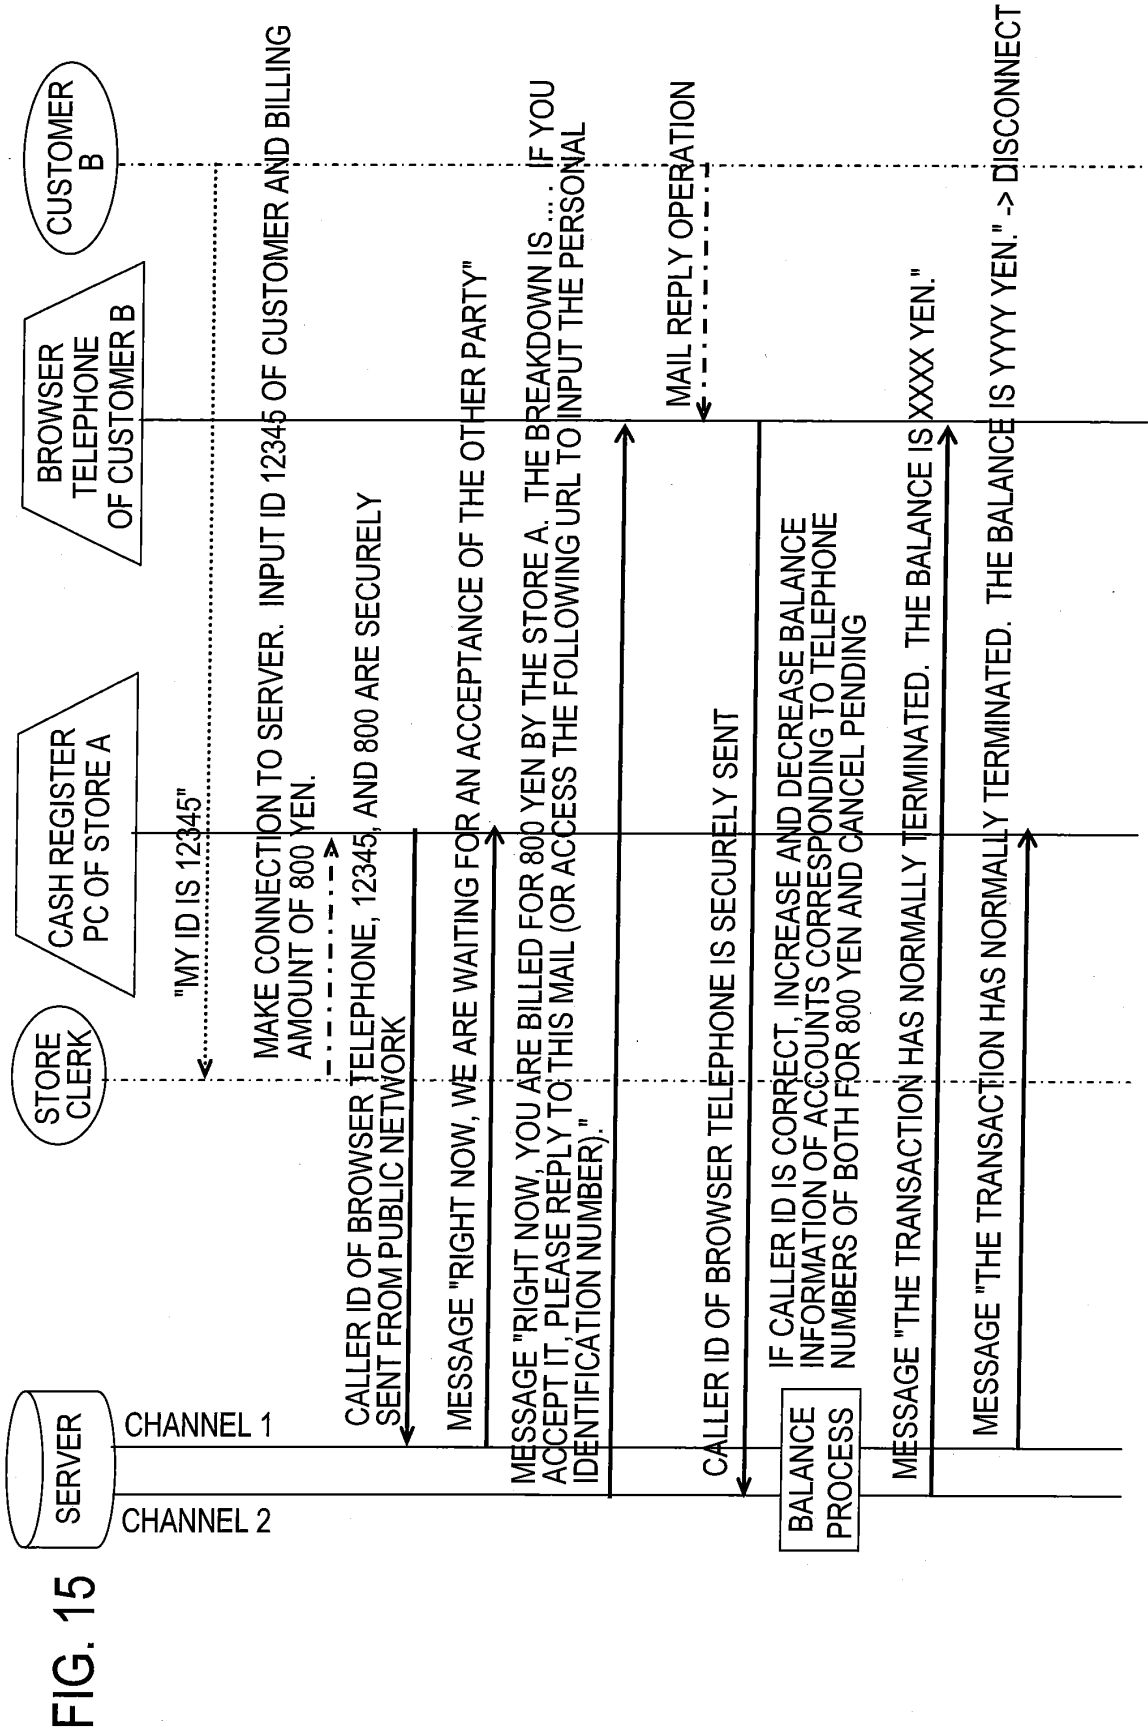 FIG. 15
SERVER
CHANNEL 1
CHANNEL 2
STORE
CLERK
CASH REGISTER
PC OF STORE A
BROWSER
TELEPHONE
OF CUSTOMER B
CUSTOMER
B
"MY ID IS 12345"
MAKE CONNECTION TO SERVER. INPUT ID 12345 OF CUSTOMER AND BILLING
AMOUNT OF 800 YEN.
CALLER ID OF BROWSER TELEPHONE, 12345, AND 800 ARE SECURELY
SENT FROM PUBLIC NETWORK
MESSAGE "RIGHT NOW, WE ARE WAITING FOR AN ACCEPTANCE OF THE OTHER PARTY"
MESSAGE "RIGHT NOW, YOU ARE BILLED FOR 800 YEN BY THE STORE A. THE BREAKDOWN IS .... IF YOU
ACCEPT IT, PLEASE REPLY TO THIS MAIL (OR ACCESS THE FOLLOWING URL TO INPUT THE PERSONAL
IDENTIFICATION NUMBER)."
MAIL REPLY OPERATION
CALLER ID OF BROWSER TELEPHONE IS SECURELY SENT
BALANCE
PROCESS
IF CALLER ID IS CORRECT, INCREASE AND DECREASE BALANCE
INFORMATION OF ACCOUNTS CORRESPONDING TO TELEPHONE
NUMBERS OF BOTH FOR 800 YEN AND CANCEL PENDING
MESSAGE "THE TRANSACTION HAS NORMALLY TERMINATED. THE BALANCE IS XXXX YEN."
MESSAGE "THE TRANSACTION HAS NORMALLY TERMINATED. THE BALANCE IS YYYY YEN." -> DISCONNECT